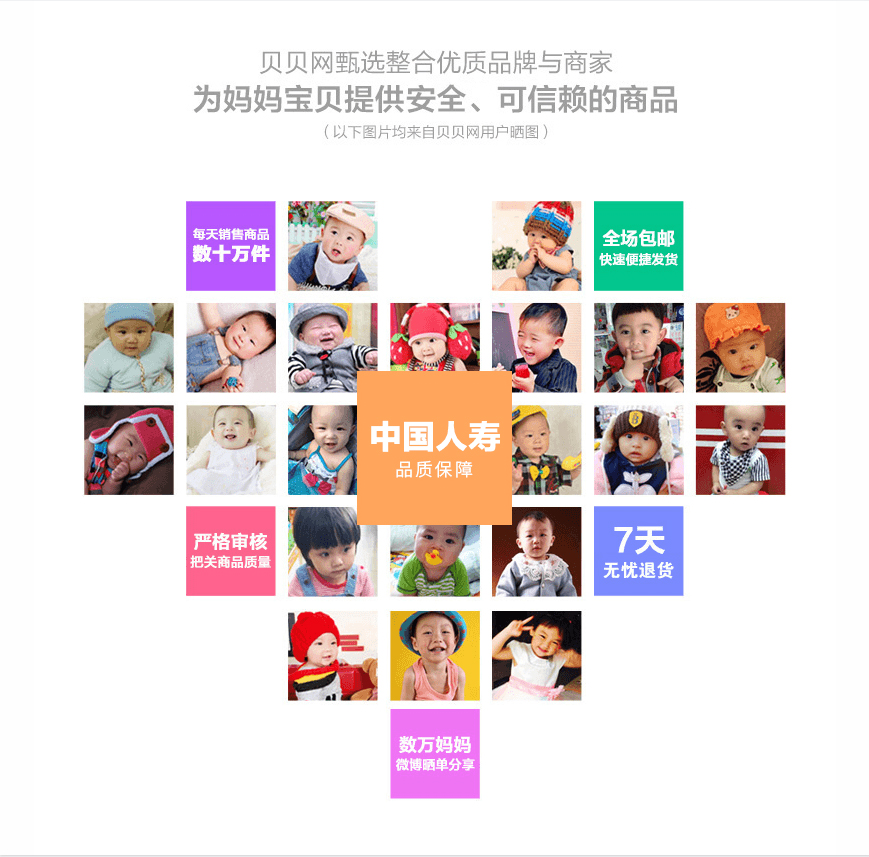 贝贝网甄选整合优质品牌与商家
为妈妈宝贝提供安全、可信赖的商品
（以下图片均来自贝贝网用户晒图）
每天销售商品
数十万件
全场包邮
快速便捷发货
中国人寿
品质保障
严格审核
把关商品质量
7天
无忧退货
数万妈妈
微博晒单分享